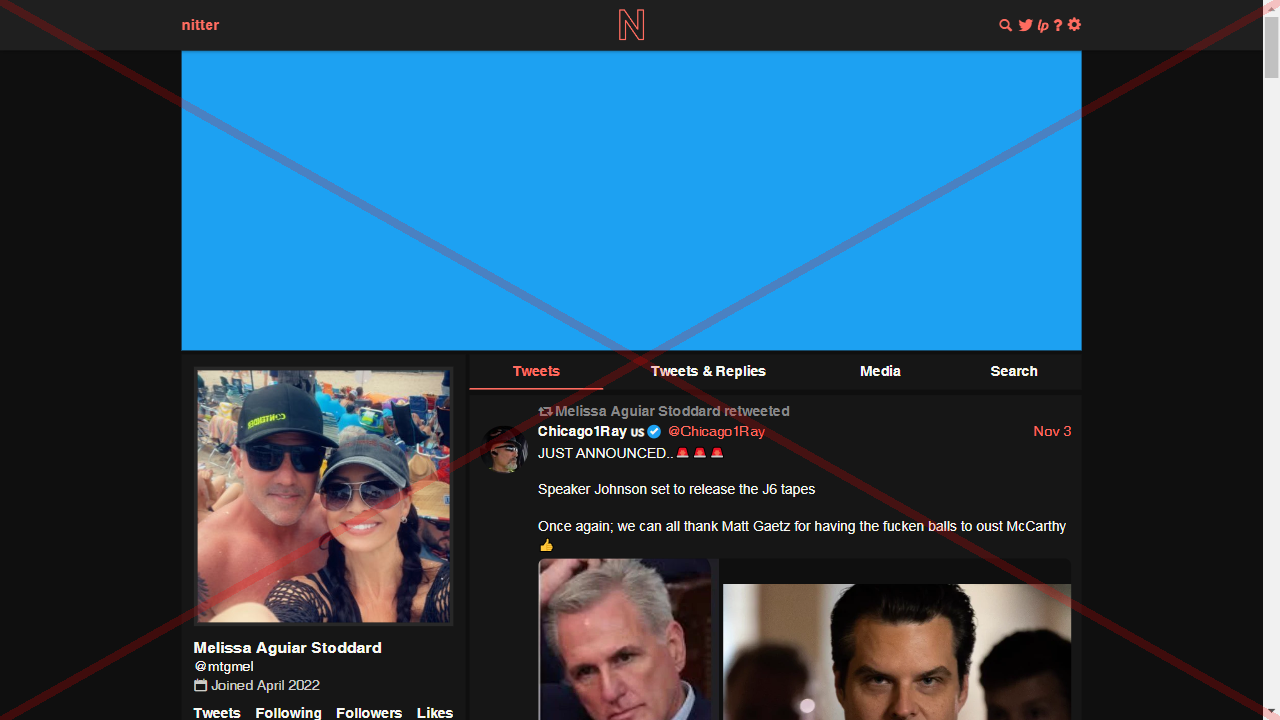 nitter
N
lp ?
Tweets
Tweets & Replies
Media
Search
Melissa Aguiar Stoddard retweeted
Chicago1Ray US @Chicago1Ray
Nov 3
JUST ANNOUNCED..🚨🚨🚨
Speaker Johnson set to release the J6 tapes
Once again; we can all thank Matt Gaetz for having the fucken balls to oust McCarthy
👍
Melissa Aguiar Stoddard
@mtgmel
Joined April 2022
Tweets Following Followers Likes